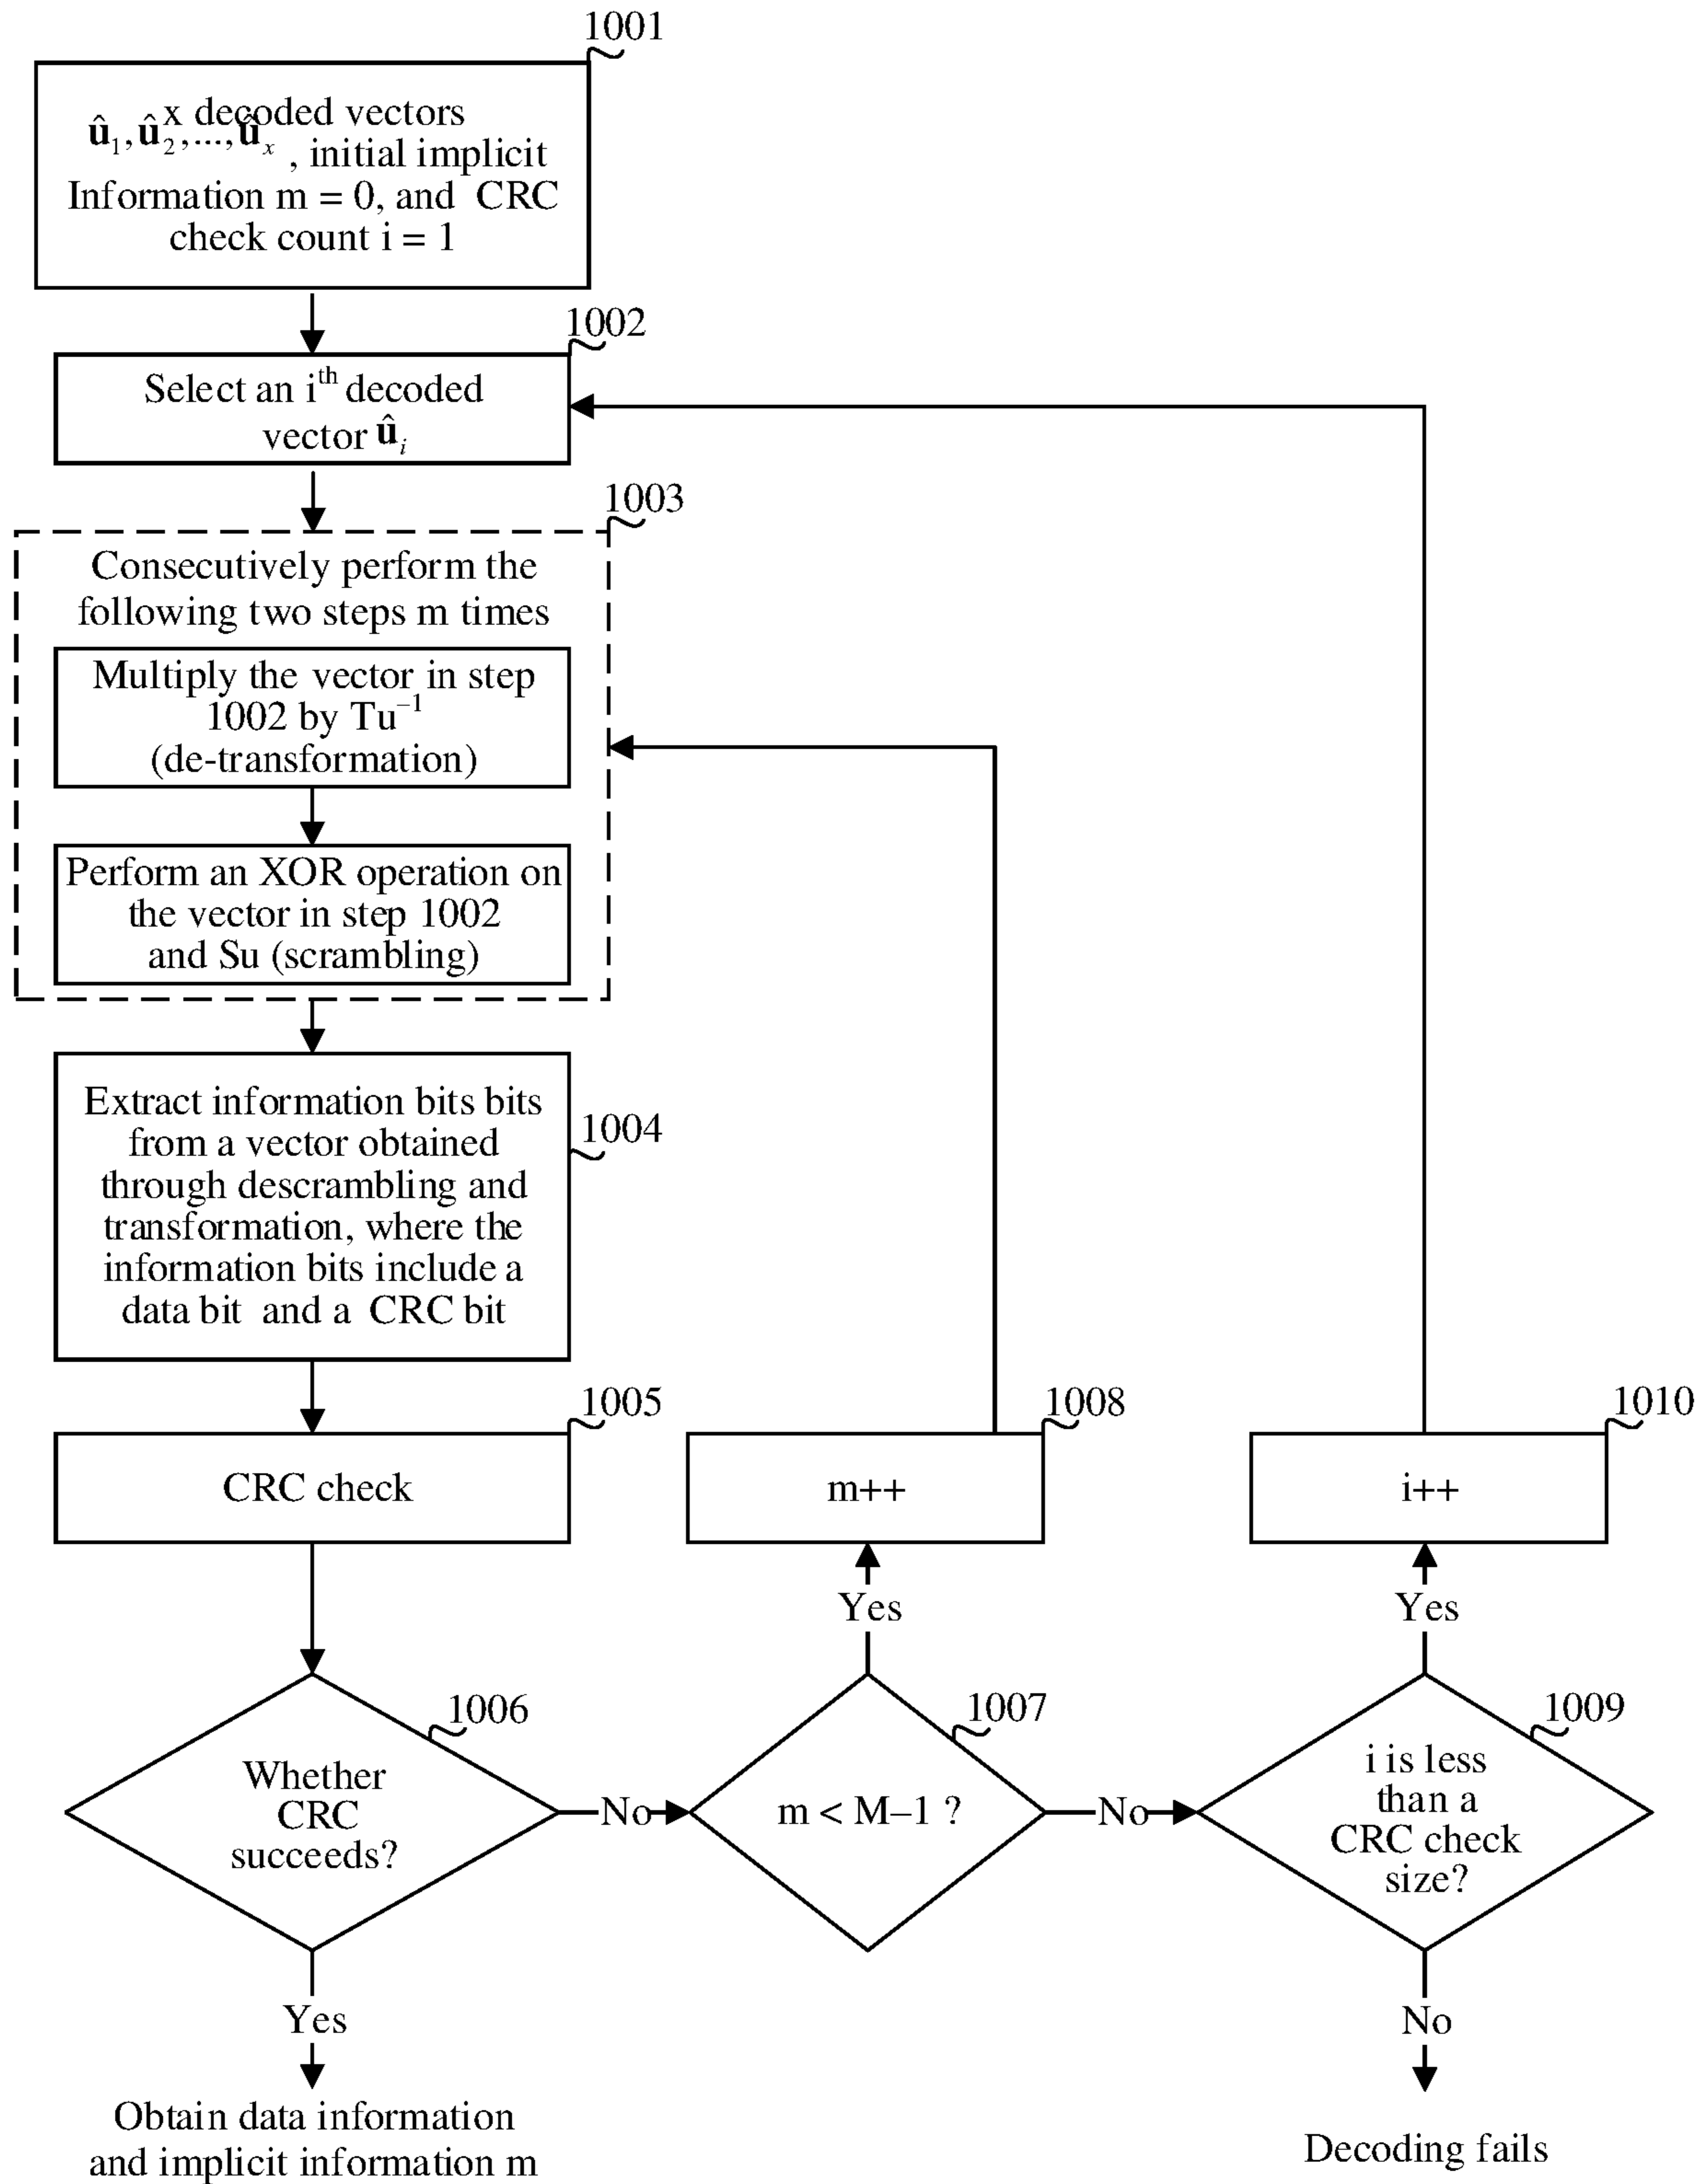 1001
x decoded vectors
û₁, û₂, ..., ûₓ , initial implicit
Information m = 0, and CRC
check count i = 1
1002
Select an iᵗʰ decoded
vector ûᵢ
1003
Consecutively perform the
following two steps m times
Multiply the vector in step
1002 by Tu⁻¹
(de-transformation)
Perform an XOR operation on
the vector in step 1002
and Su (scrambling)
Extract information bits bits
from a vector obtained
through descrambling and
transformation, where the
information bits include a
data bit and a CRC bit
1004
1005
CRC check
1008
m++
1010
i++
Yes
Yes
1006
Whether
CRC
succeeds?
No
1007
m < M–1 ?
No
1009
i is less
than a
CRC check
size?
Yes
No
Obtain data information
and implicit information m
Decoding fails